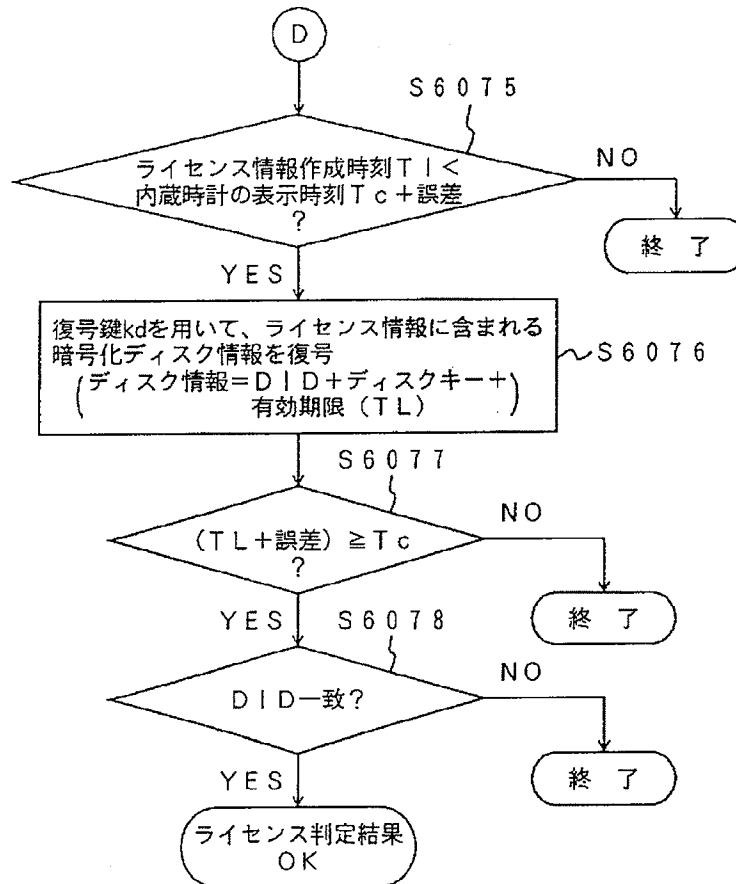 D
S6075
ライセンス情報作成時刻TI<
内蔵時計の表示時刻Tc+誤差
?
NO
終 了
YES
復号鍵kdを用いて、ライセンス情報に含まれる
暗号化ディスク情報を復号
(ディスク情報=DID+ディスクキー+
有効期限(TL))
S6076
S6077
(TL+誤差)≧Tc
?
NO
終 了
YES
S6078
DID一致?
NO
終 了
YES
ライセンス判定結果
OK